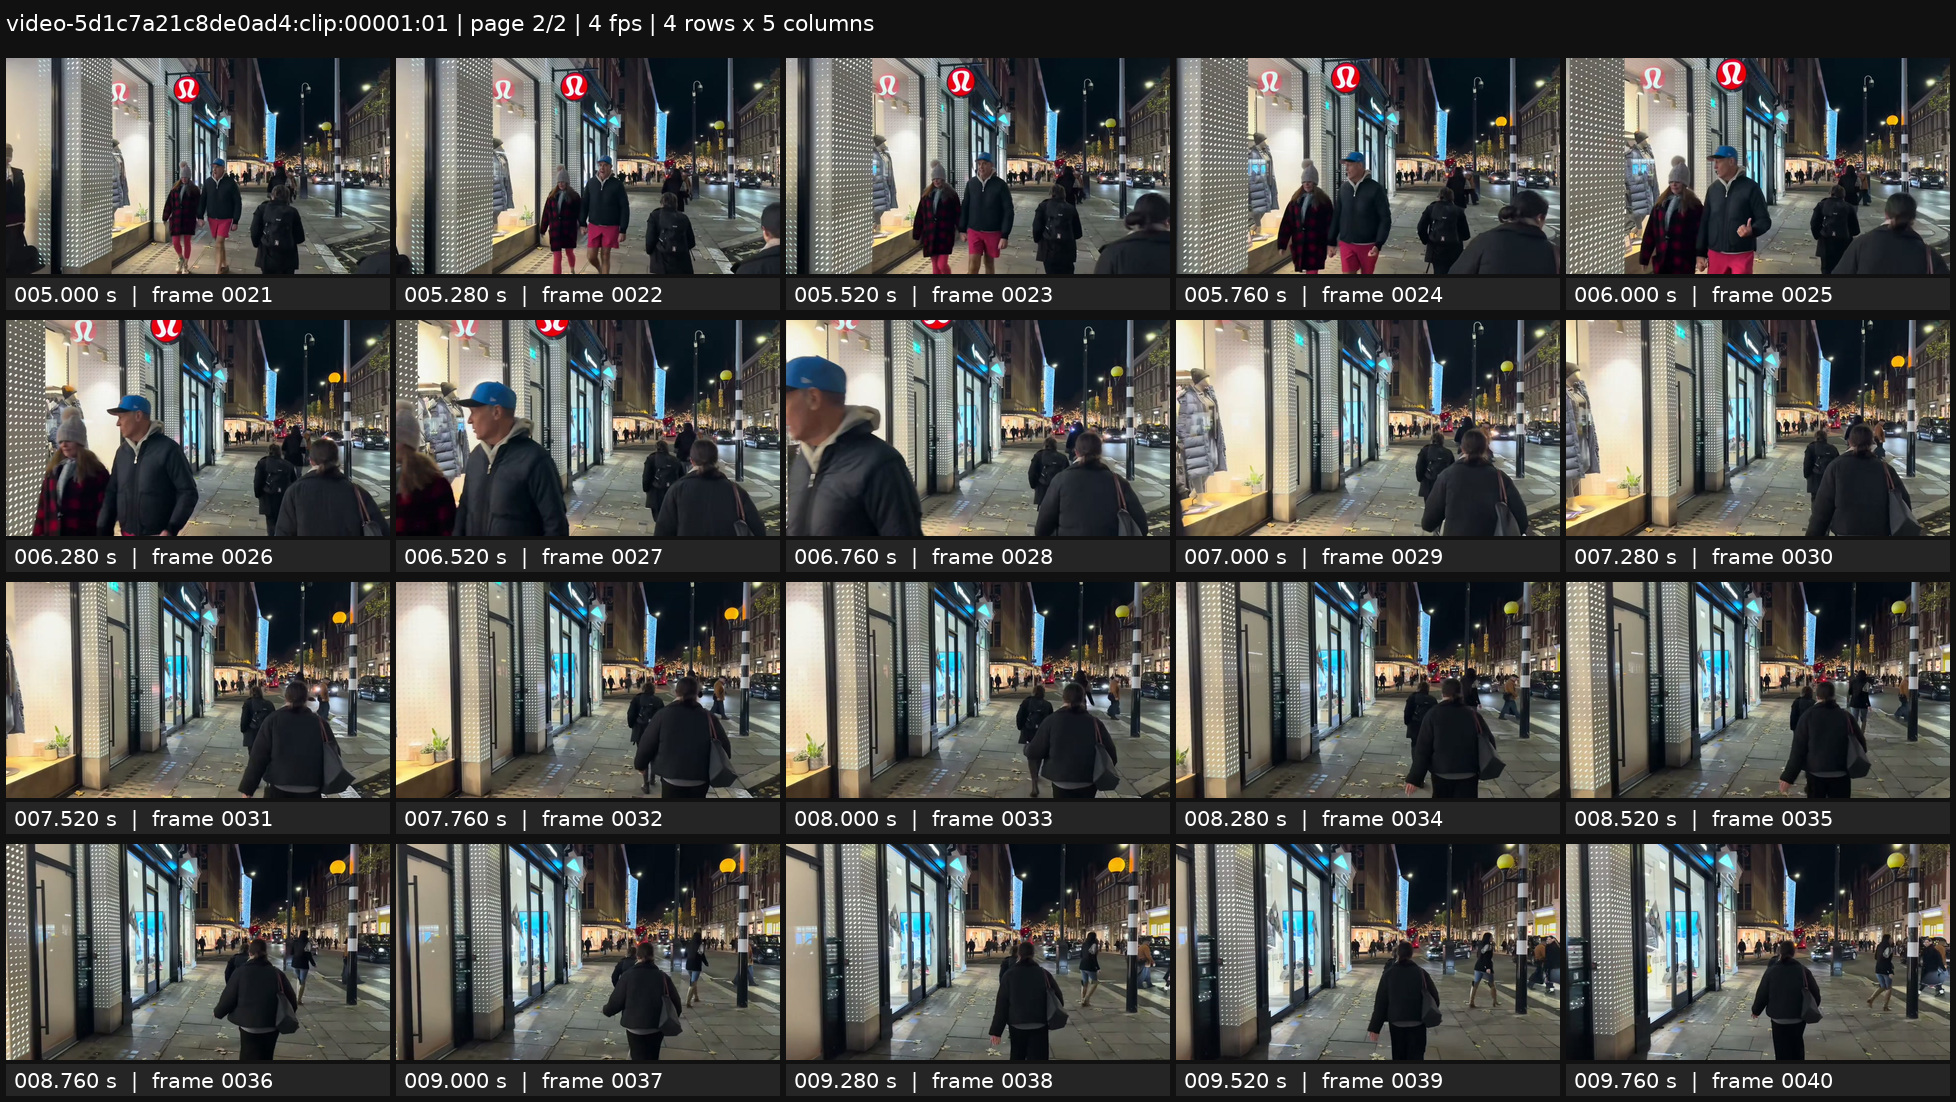 video-5d1c7a21c8de0ad4:clip:00001:01 | page 2/2 | 4 fps | 4 rows x 5 columns
005.000 s | frame 0021
005.280 s | frame 0022
005.520 s | frame 0023
005.760 s | frame 0024
006.000 s | frame 0025
006.280 s | frame 0026
006.520 s | frame 0027
006.760 s | frame 0028
007.000 s | frame 0029
007.280 s | frame 0030
007.520 s | frame 0031
007.760 s | frame 0032
008.000 s | frame 0033
008.280 s | frame 0034
008.520 s | frame 0035
008.760 s | frame 0036
009.000 s | frame 0037
009.280 s | frame 0038
009.520 s | frame 0039
009.760 s | frame 0040